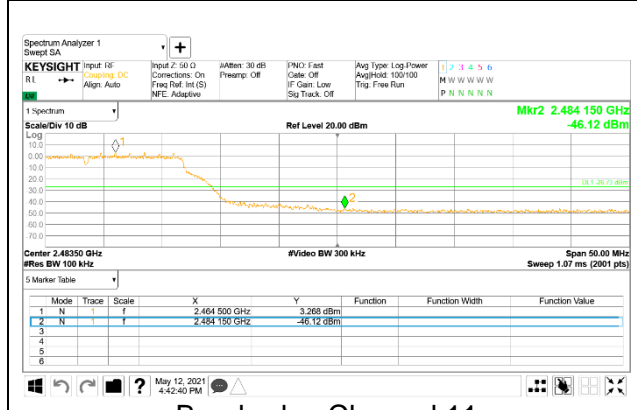 Spectrum Analyzer 1
Swept SA
KEYSIGHT Input: RF Input Z: 50 Ω #Atten: 30 dB PNO: Fast Avg Type: Log-Power 1 2 3 4 5 6
RL Coupling: DC Corrections: On Preamp: Off Gate: Off Avg|Hold: 100/100 M W W W W W
Align: Auto Freq Ref: Int (S) IF Gain: Low Trig: Free Run
NFE: Adaptive Sig Track: Off P N N N N N
1 Spectrum Mkr2 2.484 150 GHz
Scale/Div 10 dB Ref Level 20.00 dBm -46.12 dBm
Log
10.0
0.00
-10.0
-20.0
-30.0
-40.0
-50.0
-60.0
-70.0
1
2
Center 2.48350 GHz #Video BW 300 kHz Span 50.00 MHz
#Res BW 100 kHz Sweep 1.07 ms (2001 pts)
5 Marker Table
Mode Trace Scale X Y Function Function Width Function Value
1 N 1 f 2.464 500 GHz 3.268 dBm
2 N 1 f 2.484 150 GHz -46.12 dBm
3
4
5
6
? May 12, 2021
4:42:40 PM